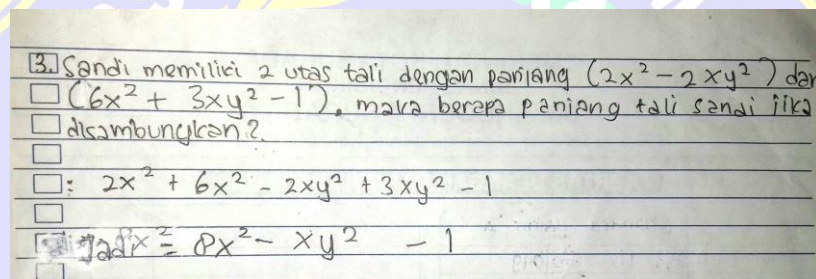 3. Sandi memiliki 2 utas tali dengan panjang (2x² - 2xy²) dan
(6x² + 3xy² - 1). maka berapa panjang tali sandi jika
disambungkan?
: 2x² + 6x² - 2xy² + 3xy² - 1
Jadi = 8x² - xy² - 1